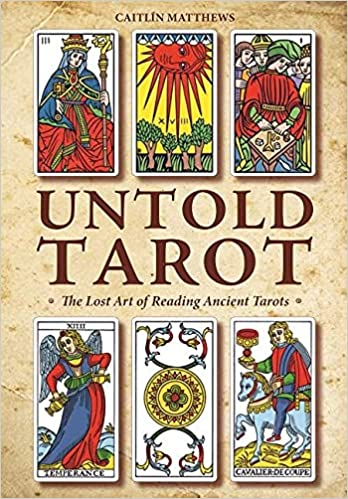 CAITLÍN MATTHEWS
III
XVIII
UNTOLD
TAROT
• The Lost Art of Reading Ancient Tarots •
XIIII
TEMPERANCE
CAVALIER·DE COUPE·